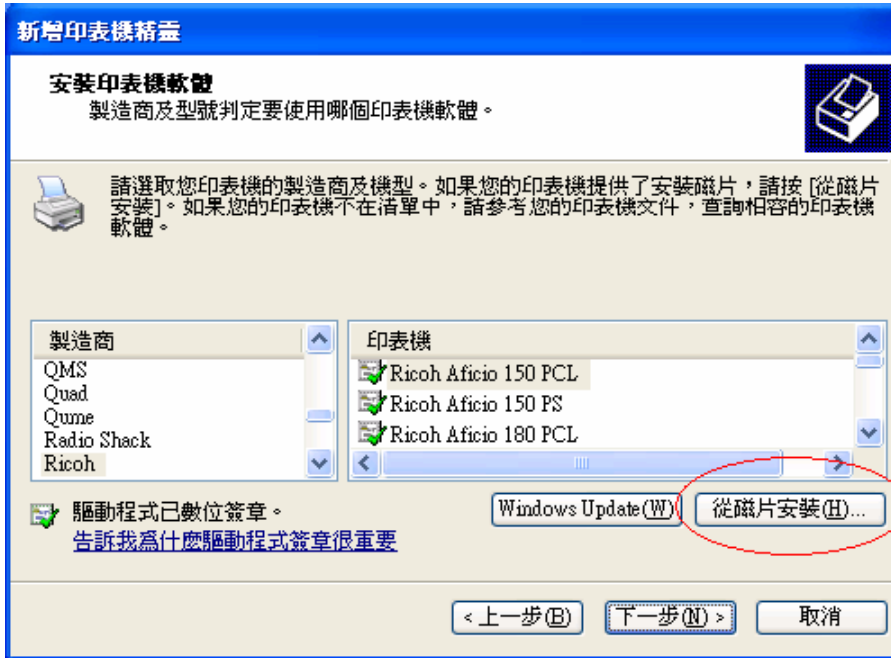 新增印表機精靈
安裝印表機軟體
製造商及型號判定要使用哪個印表機軟體。
請選取您印表機的製造商及機型。如果您的印表機提供了安裝磁片，請按 [從磁片
安裝]。如果您的印表機不在清單中，請參考您的印表機文件，查詢相容的印表機
軟體。
製造商
QMS
Quad
Qume
Radio Shack
Ricoh
印表機
Ricoh Aficio 150 PCL
Ricoh Aficio 150 PS
Ricoh Aficio 180 PCL
驅動程式已數位簽章。
告訴我為什麼驅動程式簽章很重要
Windows Update(W)
從磁片安裝(H)...
< 上一步(B)
下一步(N) >
取消